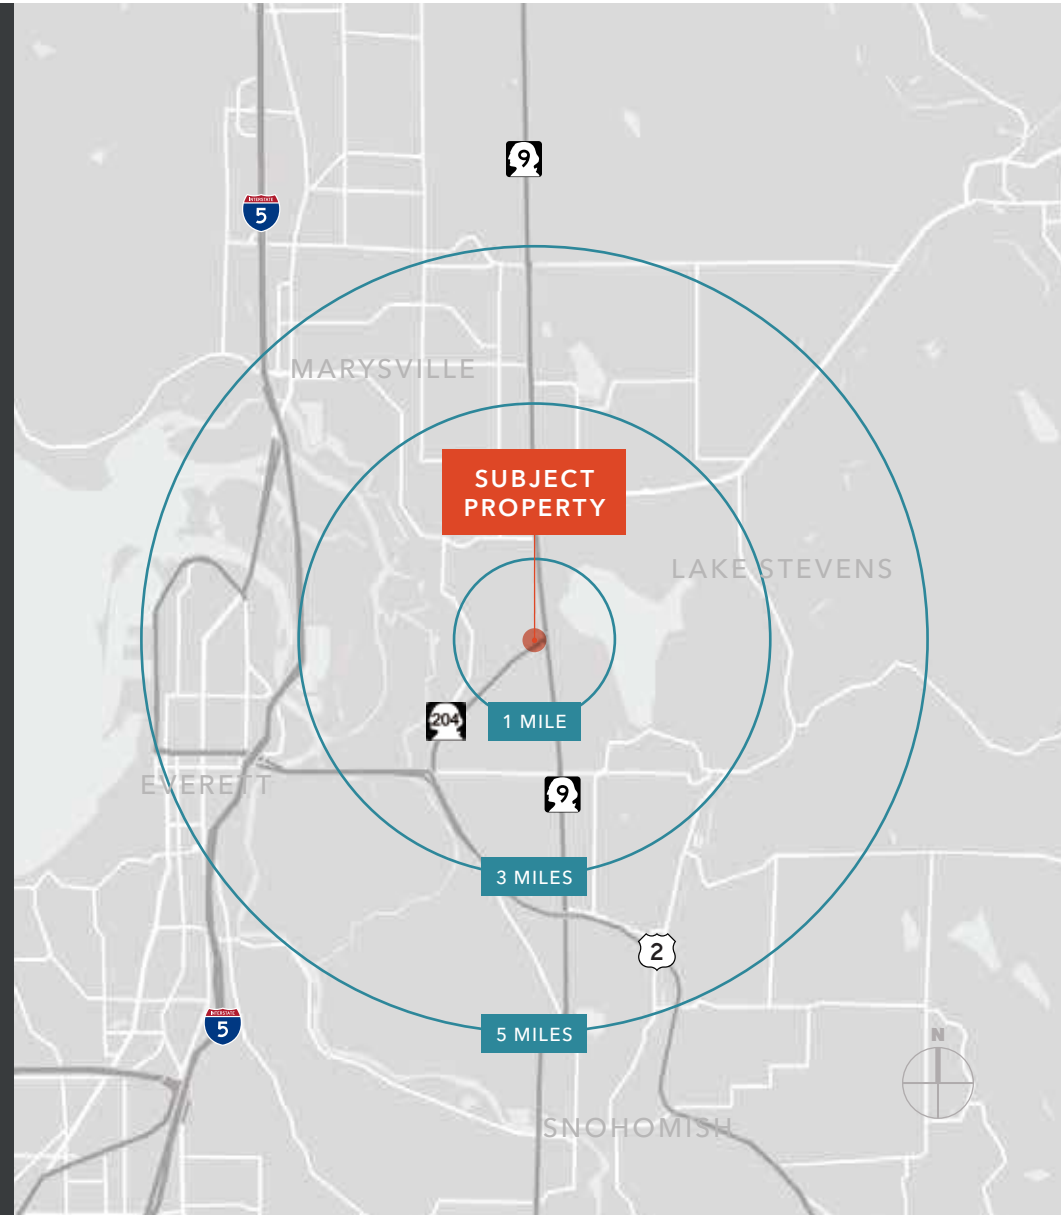 9
INTERSTATE
5
MARYSVILLE
SUBJECT
PROPERTY
LAKE STEVENS
204
1 MILE
EVERETT
9
3 MILES
2
INTERSTATE
5
5 MILES
N
SNOHOMISH